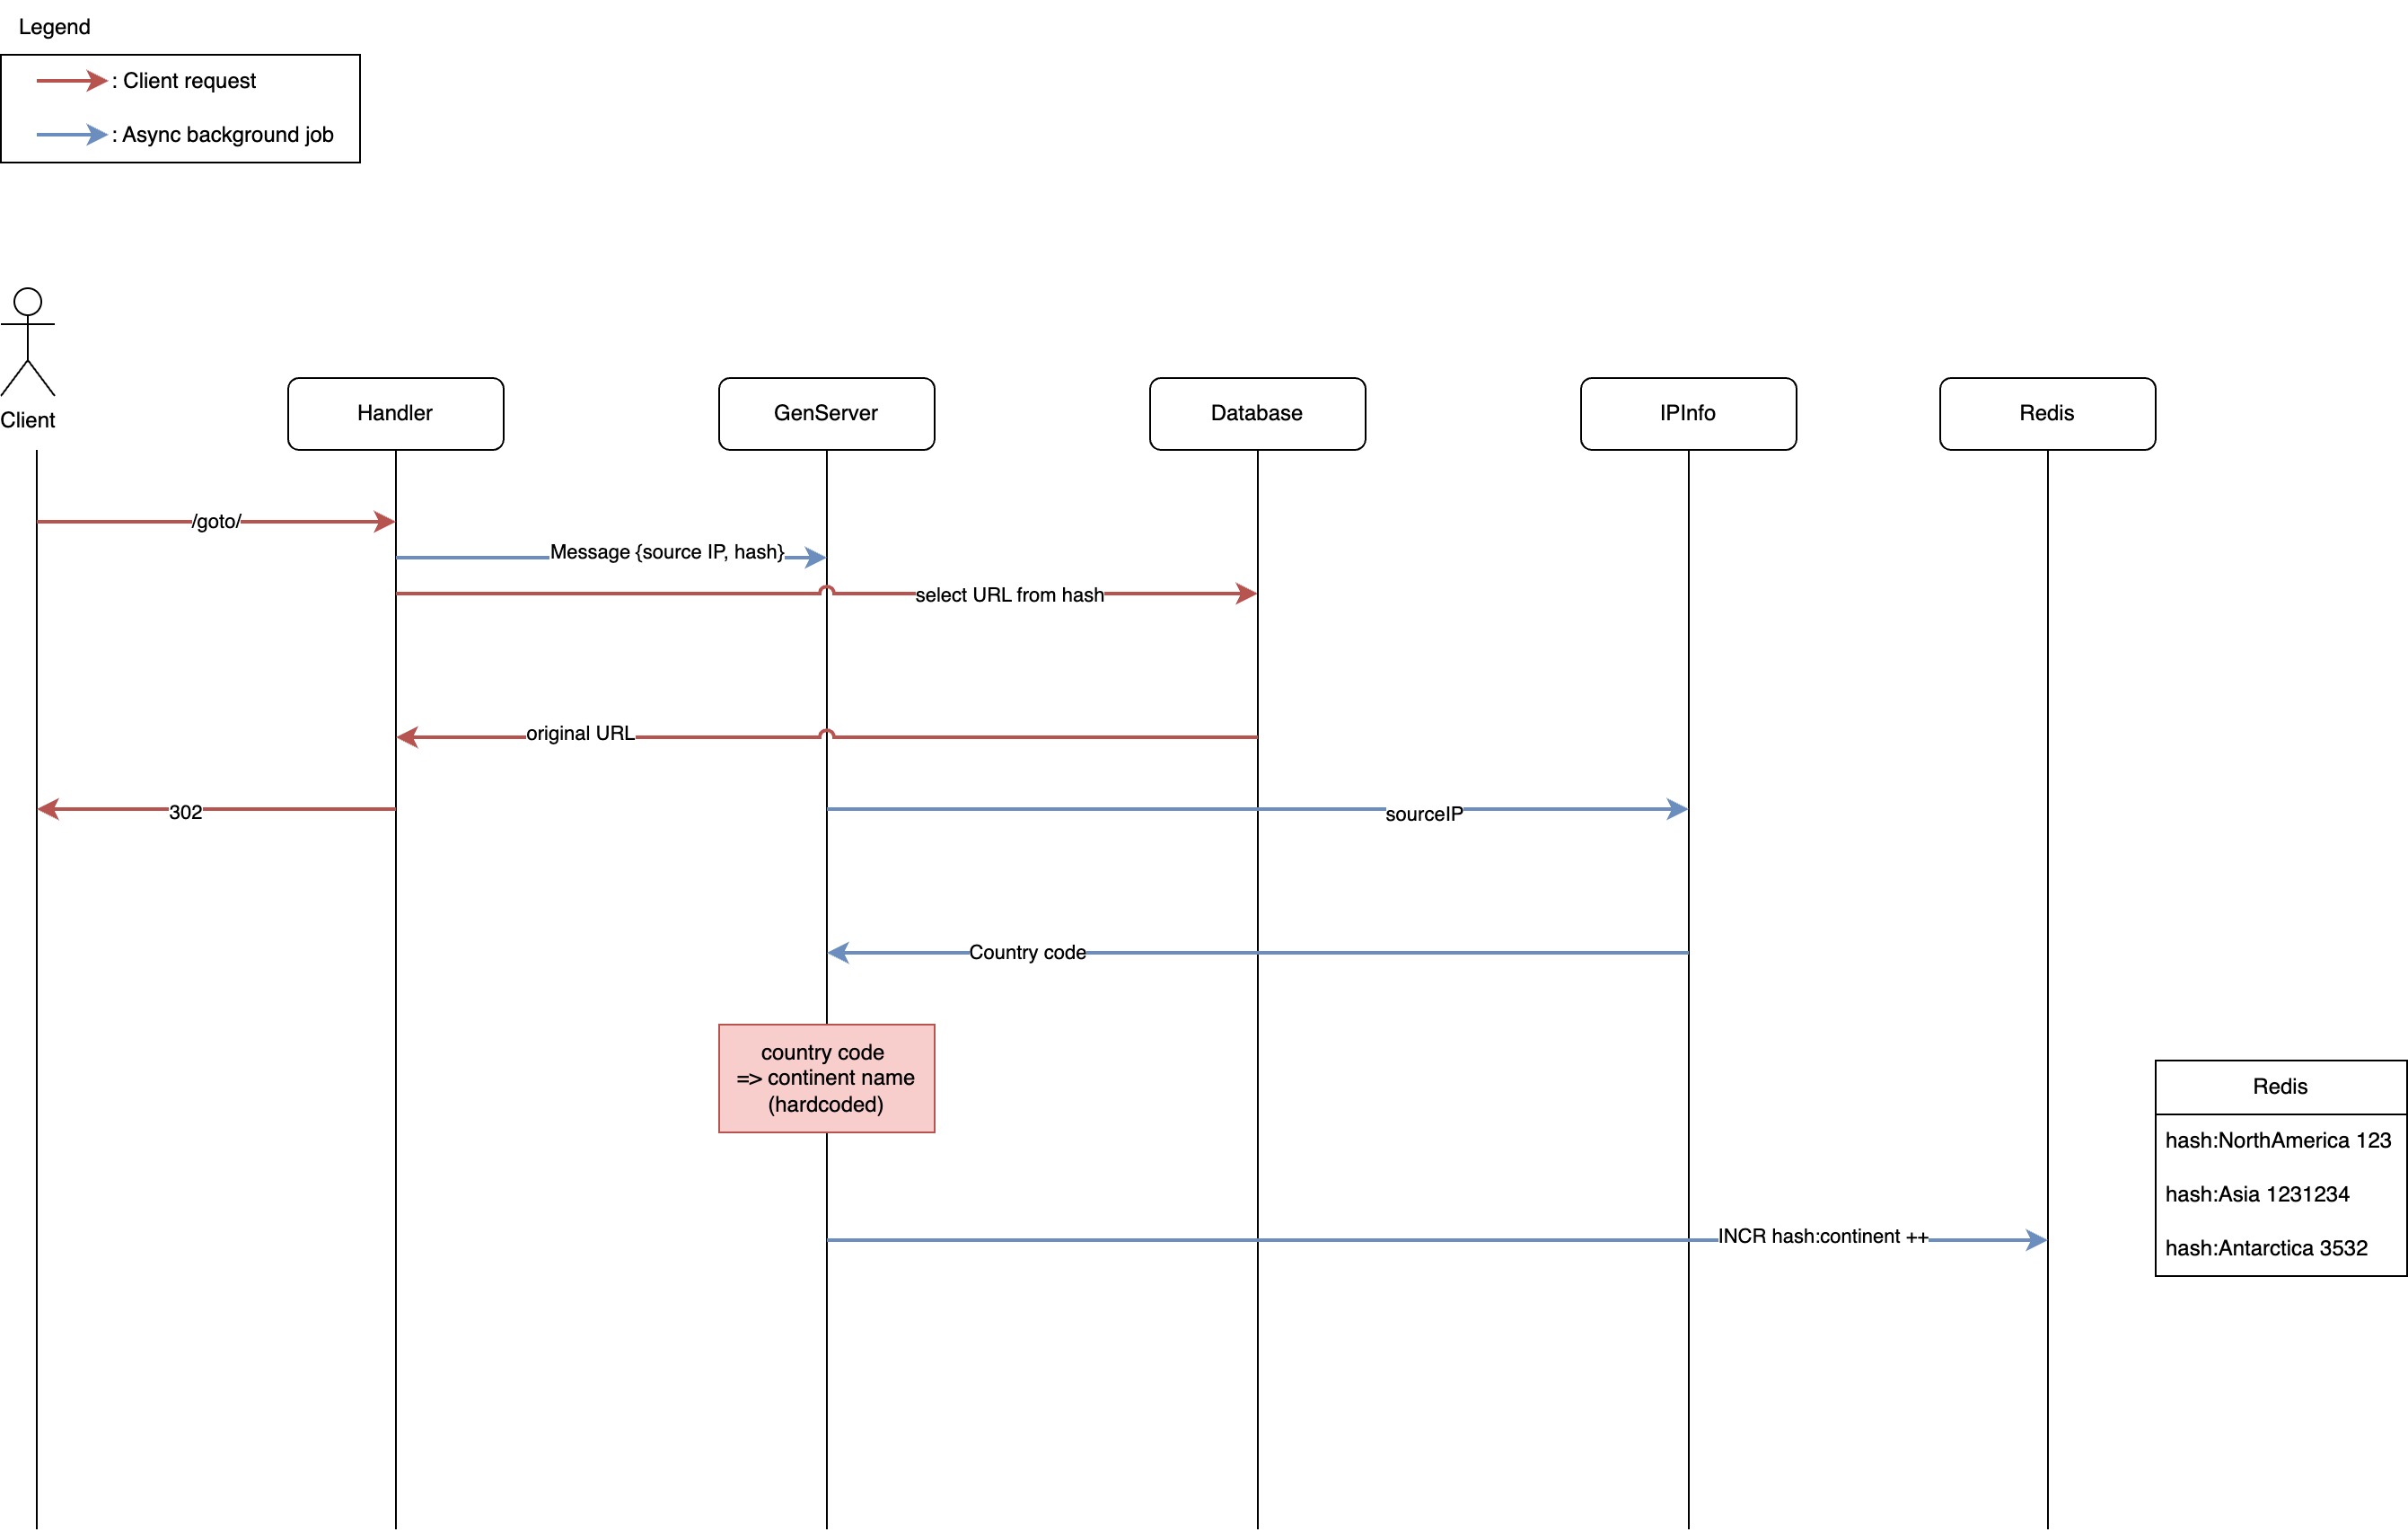 Legend
: Client request
: Async background job
Client
Handler
GenServer
Database
IPInfo
Redis
/goto/
Message {source IP, hash}
select URL from hash
original URL
302
sourceIP
Country code
country code
=> continent name
(hardcoded)
Redis
hash:NorthAmerica 123
hash:Asia 1231234
INCR hash:continent ++
hash:Antarctica 3532